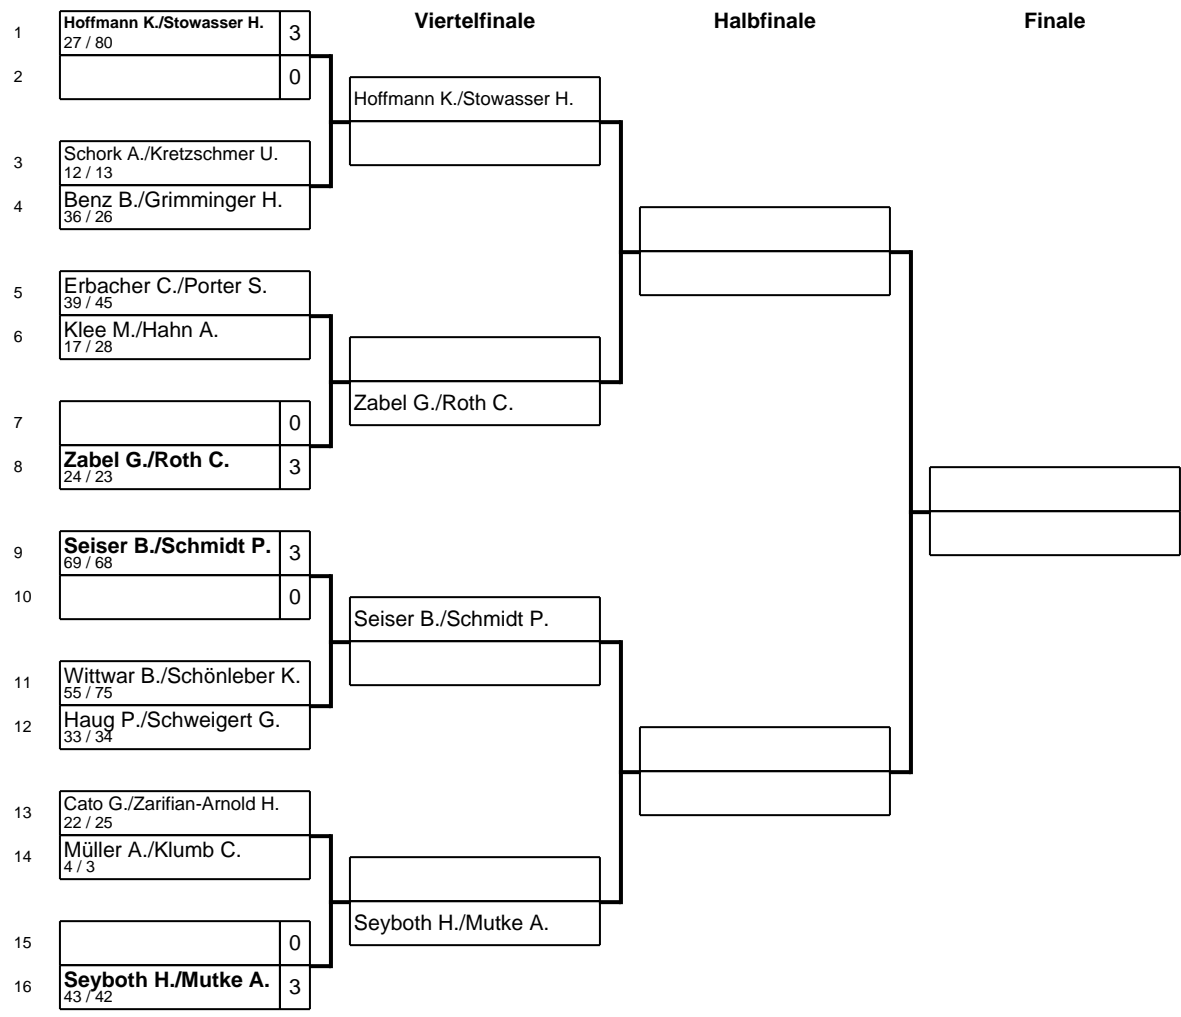 Viertelfinale
Halbfinale
Finale
1
Hoffmann K./Stowasser H.
3
27 / 80
2
0
Hoffmann K./Stowasser H.
3
Schork A./Kretzschmer U.
12 / 13
4
Benz B./Grimminger H.
36 / 26
5
Erbacher C./Porter S.
39 / 45
6
Klee M./Hahn A.
17 / 28
Zabel G./Roth C.
7
0
8
Zabel G./Roth C.
3
24 / 23
9
Seiser B./Schmidt P.
3
69 / 68
10
0
Seiser B./Schmidt P.
11
Wittwar B./Schönleber K.
55 / 75
12
Haug P./Schweigert G.
33 / 34
13
Cato G./Zarifian-Arnold H.
22 / 25
14
Müller A./Klumb C.
4 / 3
Seyboth H./Mutke A.
15
0
16
Seyboth H./Mutke A.
3
43 / 42